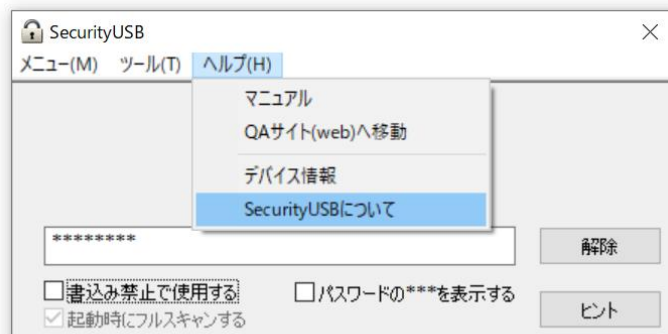 SecurityUSB
メニュー(M) ツール(T) ヘルプ(H)
マニュアル
QAサイト(web)へ移動
デバイス情報
SecurityUSBについて
********
解除
書込み禁止で使用する
パスワードの***を表示する
起動時にフルスキャンする
ヒント